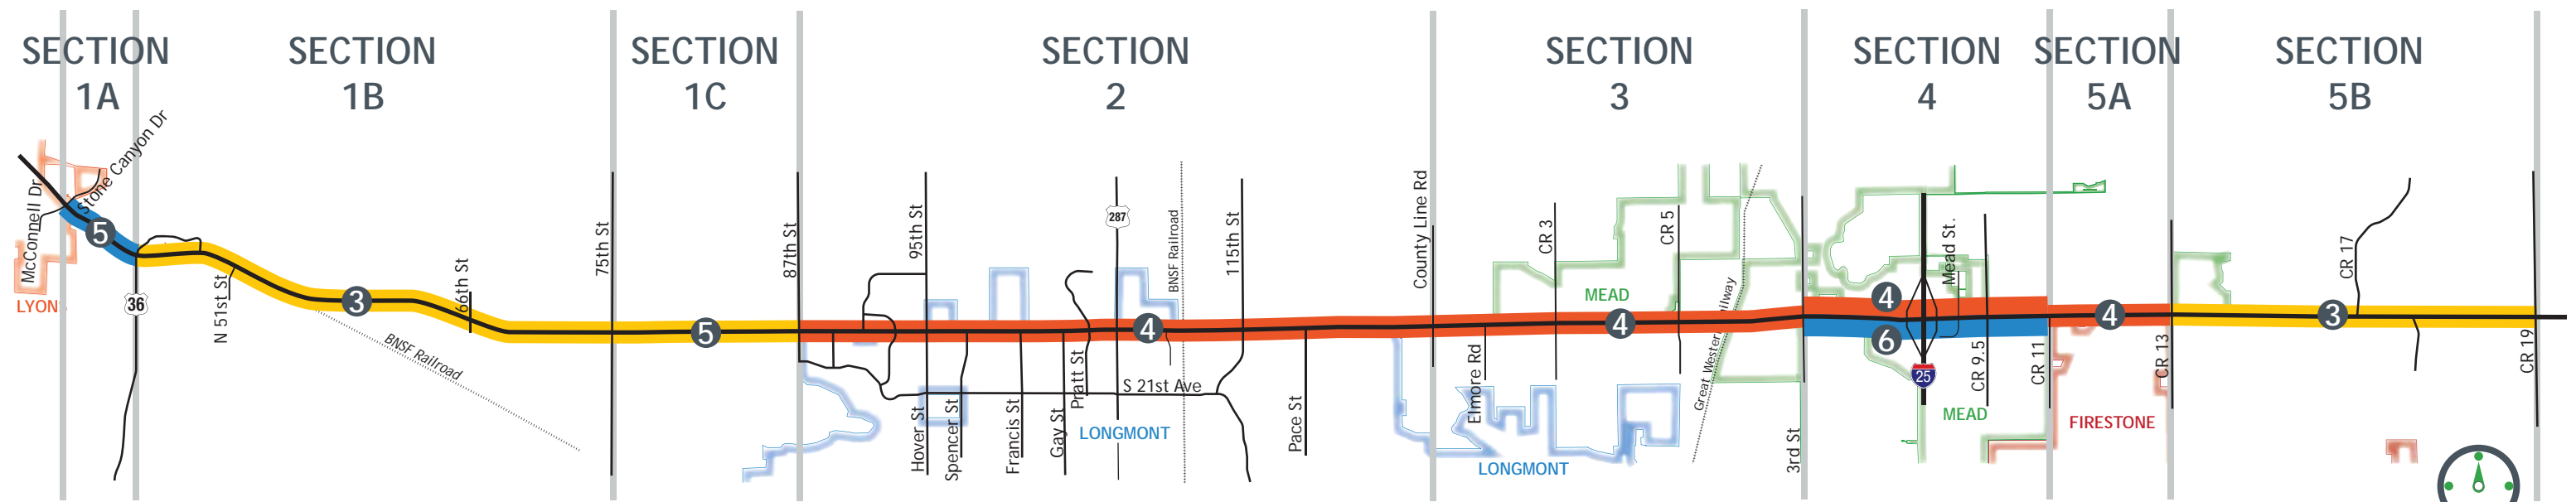 SECTION
1A
SECTION
1B
SECTION
1C
SECTION
2
SECTION
3
SECTION
4
SECTION
5A
SECTION
5B
McConnell Dr
Stone Canyon Dr
LYON
5
36
N 51st St
3
BNSF Railroad
66th St
75th St
5
87th St
95th St
Hover St
Spencer St
Francis St
Gay St
Pratt St
287
4
BNSF Railroad
115th St
S 21st Ave
LONGMONT
Pace St
County Line Rd
Elmore Rd
CR 3
MEAD
4
CR 5
Great Western Railway
LONGMONT
3rd St
4
6
25
Mead St.
CR 9.5
MEAD
CR 11
4
FIRESTONE
CR 13
3
CR 17
CR 19